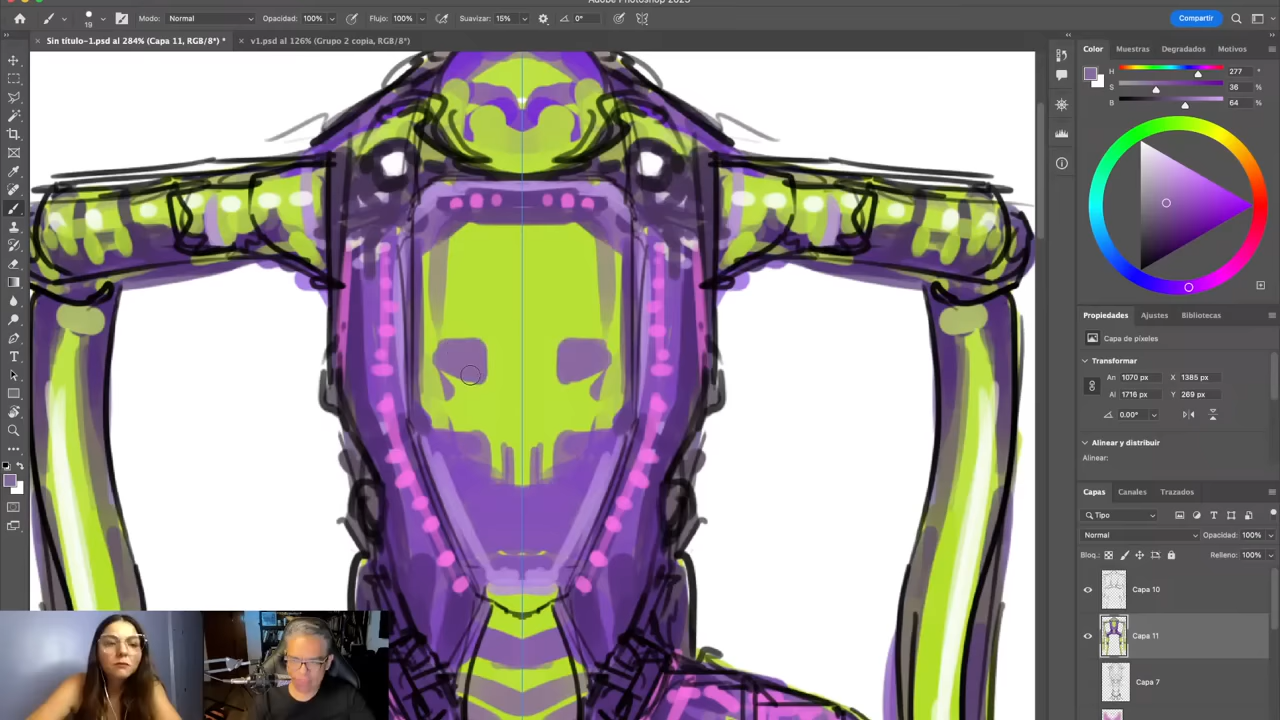 Adobe Photoshop 2023
19 Modo: Normal Opacidad: 100% Flujo: 100% Suavizar: 15% 0° Compartir
× Sin título-1.psd al 284% (Capa 11, RGB/8*) * × v1.psd al 126% (Grupo 2 copia, RGB/8*)
Color Muestras Degradados Motivos
H 277 °
S 36 %
B 64 %
Propiedades Ajustes Bibliotecas
Capa de píxeles
Transformar
An 1070 px X 1385 px
Al 1716 px Y 269 px
0.00°
Alinear y distribuir
Alinear:
Capas Canales Trazados
Tipo
Normal Opacidad: 100%
Bloq.: Relleno: 100%
Capa 10
Capa 11
Capa 7